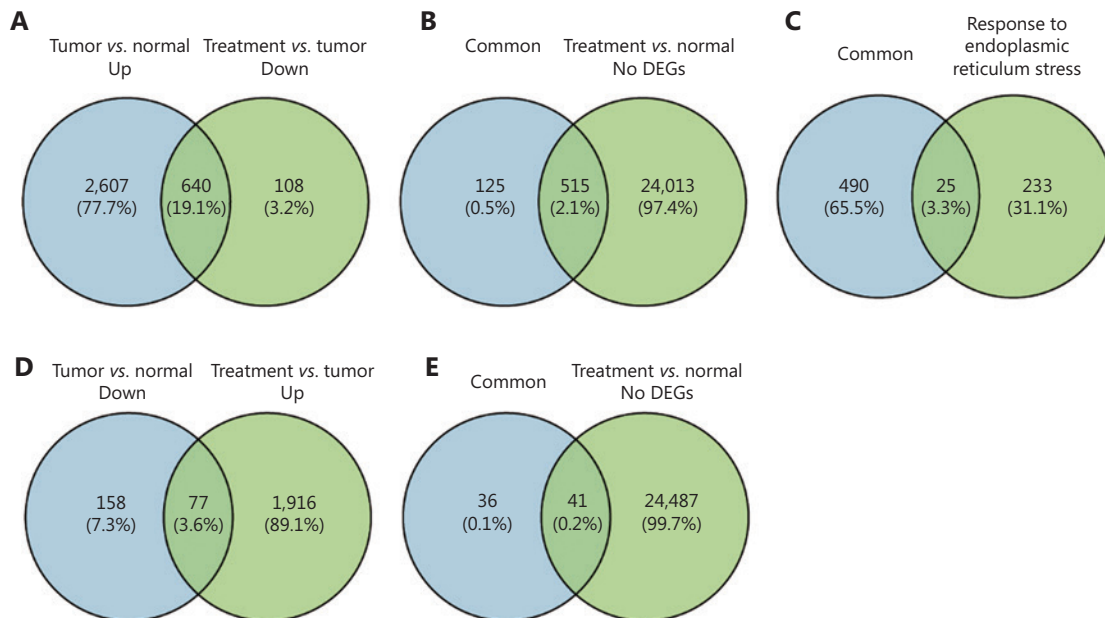 A
Tumor vs. normal
Up
Treatment vs. tumor
Down
2,607
(77.7%)
640
(19.1%)
108
(3.2%)
B
Common
Treatment vs. normal
No DEGs
125
(0.5%)
515
(2.1%)
24,013
(97.4%)
C
Common
Response to
endoplasmic
reticulum stress
490
(65.5%)
25
(3.3%)
233
(31.1%)
D
Tumor vs. normal
Down
Treatment vs. tumor
Up
158
(7.3%)
77
(3.6%)
1,916
(89.1%)
E
Common
Treatment vs. normal
No DEGs
36
(0.1%)
41
(0.2%)
24,487
(99.7%)